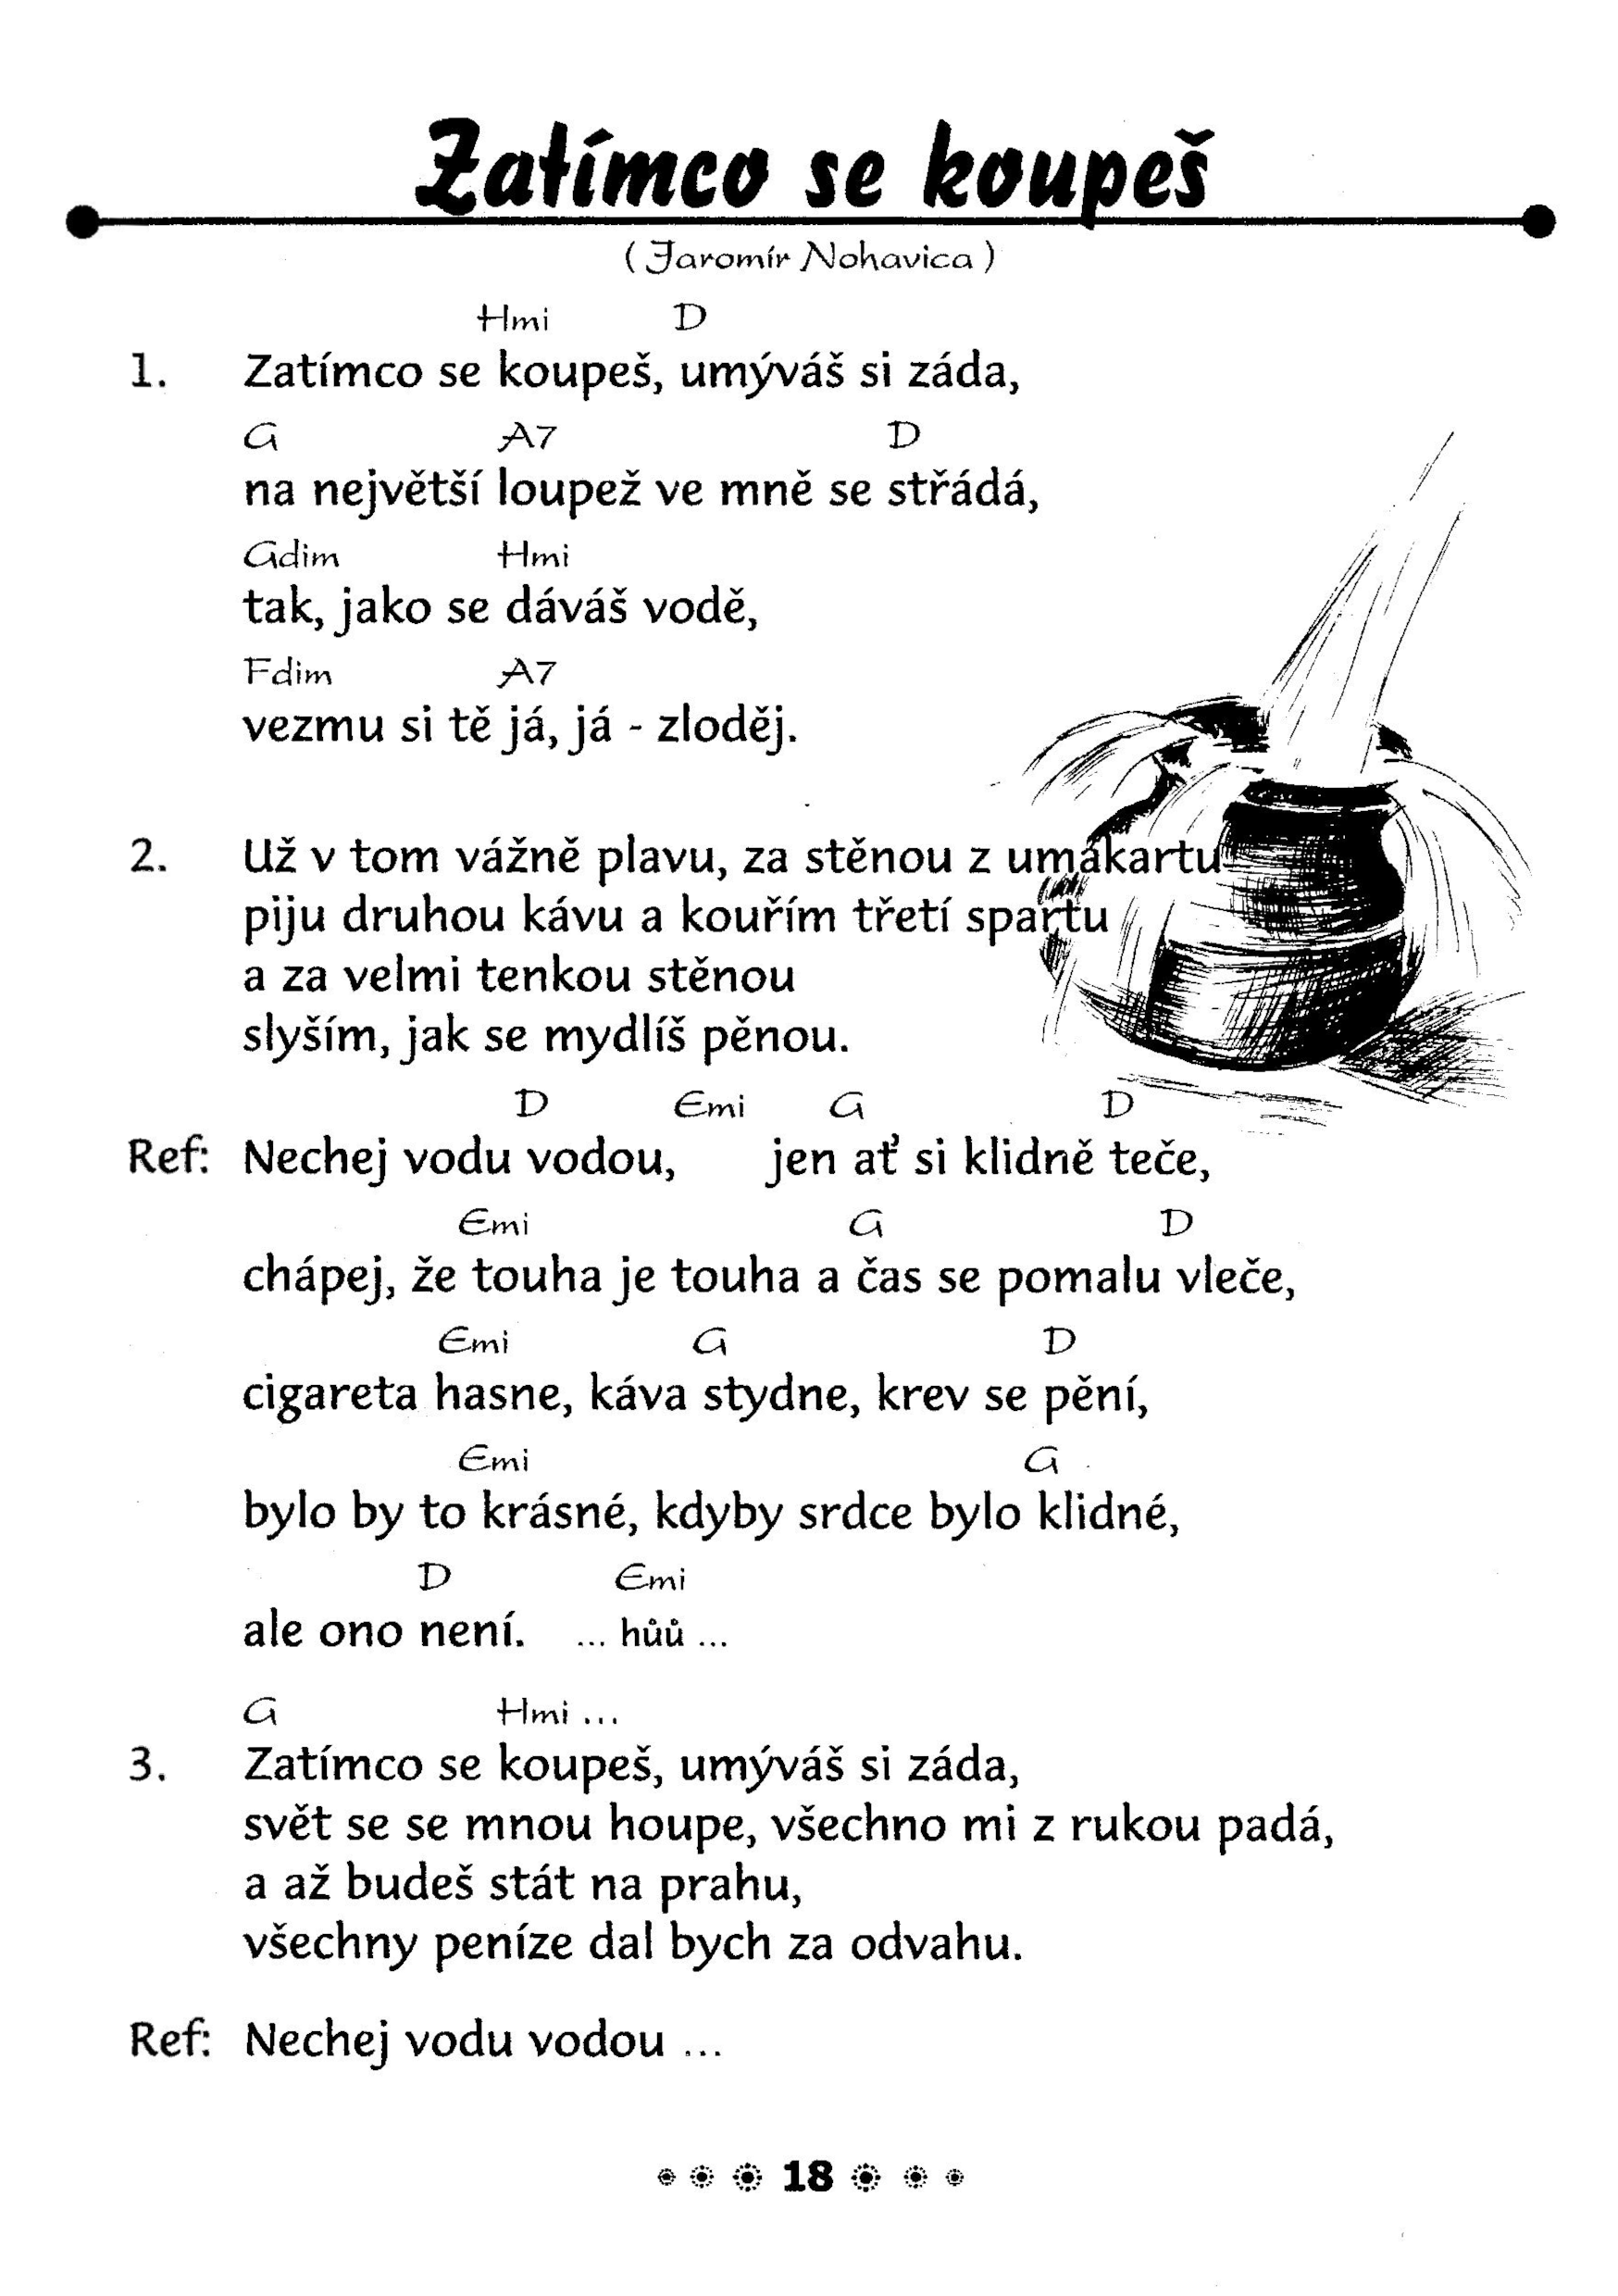 Zatímco se koupeš
( Jaromír Nohavica )
Hmi D
1. Zatímco se koupeš, umýváš si záda,
G A7 D
na největší loupež ve mně se střádá,
Gdim Hmi
tak, jako se dáváš vodě,
Fdim A7
vezmu si tě já, já - zloděj.
2. Už v tom vážně plavu, za stěnou z umakartu
piju druhou kávu a kouřím třetí spartu
a za velmi tenkou stěnou
slyším, jak se mydlíš pěnou.
D Emi G D
Ref: Nechej vodu vodou, jen ať si klidně teče,
Emi G D
chápej, že touha je touha a čas se pomalu vleče,
Emi G D
cigareta hasne, káva stydne, krev se pění,
Emi G
bylo by to krásné, kdyby srdce bylo klidné,
D Emi
ale ono není. ... hůů ...
G Hmi ...
3. Zatímco se koupeš, umýváš si záda,
svět se se mnou houpe, všechno mi z rukou padá,
a až budeš stát na prahu,
všechny peníze dal bych za odvahu.
Ref: Nechej vodu vodou ...
18